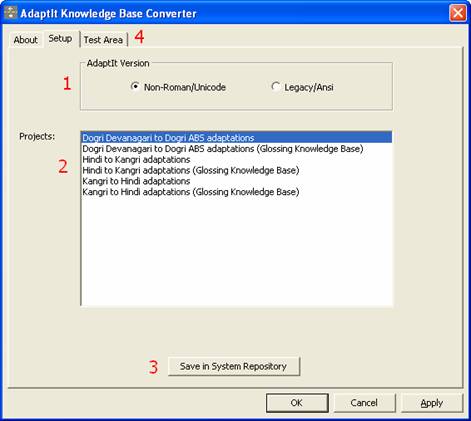 AdaptIt Knowledge Base Converter
About Setup Test Area 4
AdaptIt Version
1 Non-Roman/Unicode Legacy/Ansi
Projects:
Dogri Devanagari to Dogri ABS adaptations
Dogri Devanagari to Dogri ABS adaptations (Glossing Knowledge Base)
2
Hindi to Kangri adaptations
Hindi to Kangri adaptations (Glossing Knowledge Base)
Kangri to Hindi adaptations
Kangri to Hindi adaptations (Glossing Knowledge Base)
3 Save in System Repository
OK Cancel Apply